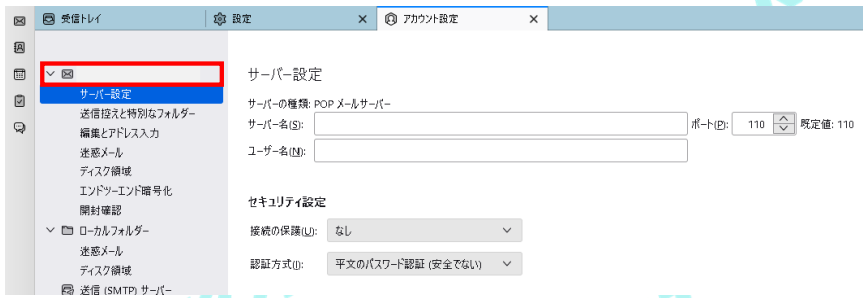 受信トレイ
設定
アカウント設定
サーバー設定
送信控えと特別なフォルダー
編集とアドレス入力
迷惑メール
ディスク領域
エンドツーエンド暗号化
開封確認
ローカルフォルダー
迷惑メール
ディスク領域
送信 (SMTP) サーバー
サーバー設定
サーバーの種類: POP メールサーバー
サーバー名(S): ポート(P): 110 既定値: 110
ユーザー名(N):
セキュリティ設定
接続の保護(U): なし
認証方式(I): 平文のパスワード認証 (安全でない)